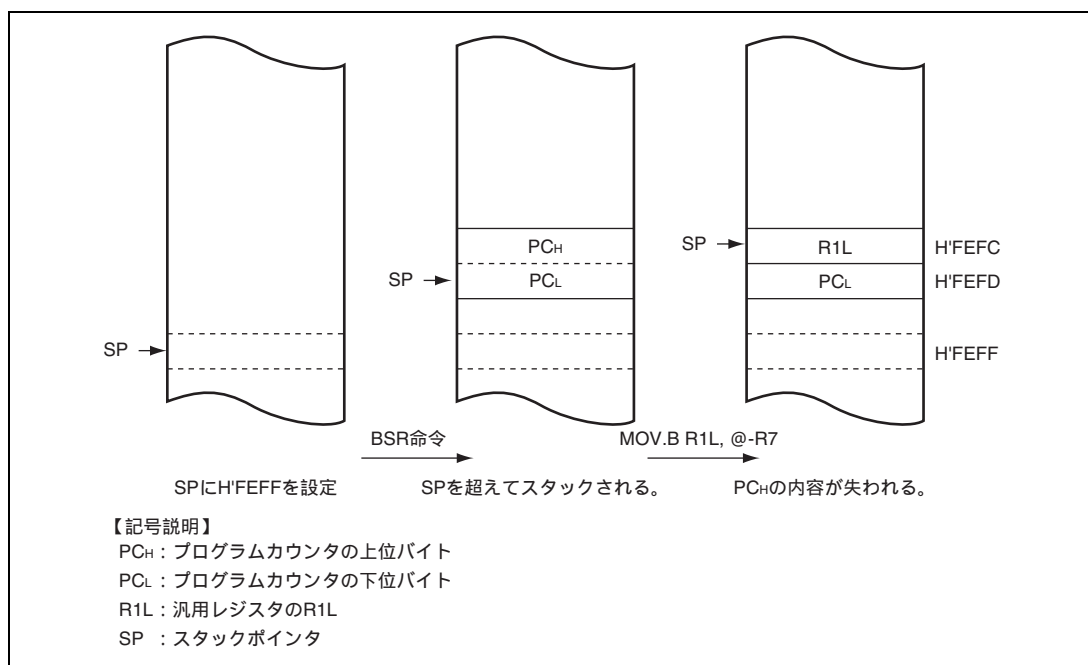 PCH
SP
R1L
H'FEFC
SP
PCL
PCL
H'FEFD
SP
H'FEFF
BSR命令
MOV.B R1L, @-R7
SPにH'FEFFを設定
SPを超えてスタックされる。
PCHの内容が失われる。
【記号説明】
PCH：プログラムカウンタの上位バイト
PCL：プログラムカウンタの下位バイト
R1L：汎用レジスタのR1L
SP ：スタックポインタ